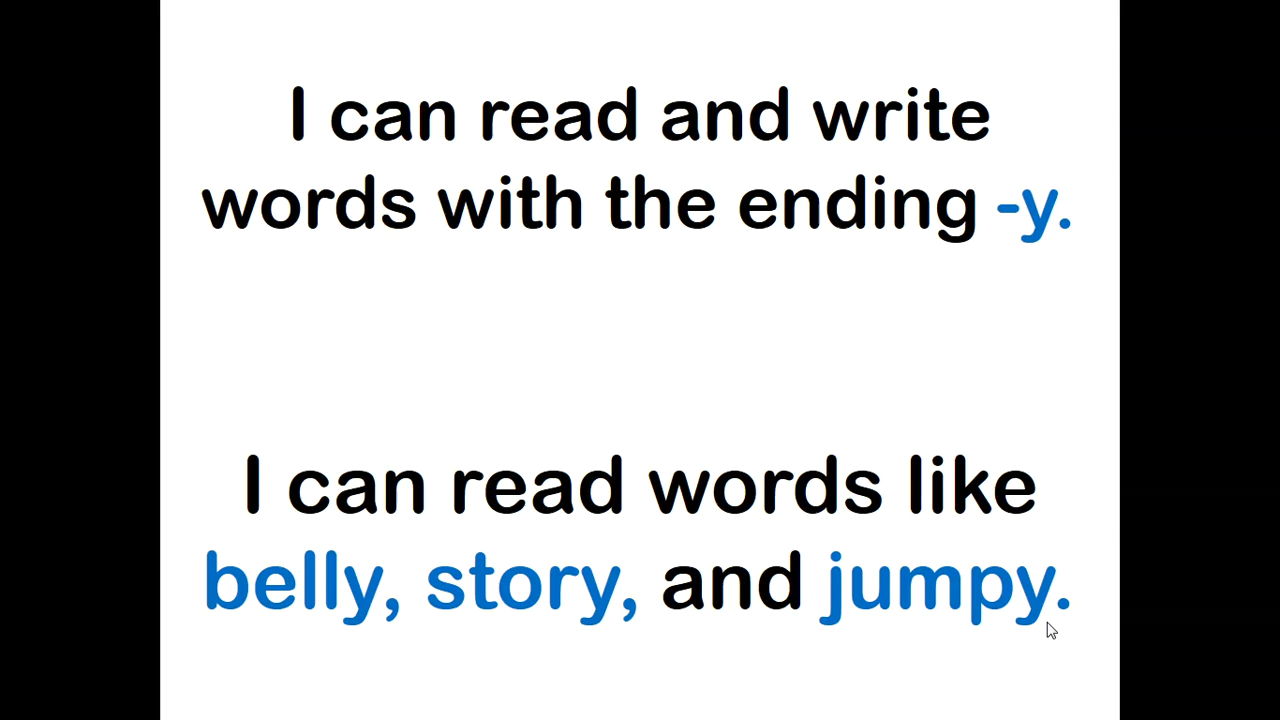 I can read and write
words with the ending -y.
I can read words like
belly, story, and jumpy.